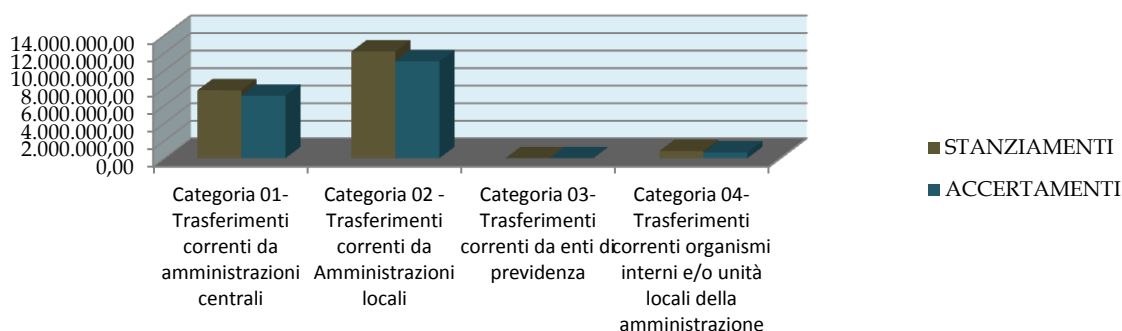 14.000.000,00
12.000.000,00
10.000.000,00
8.000.000,00
6.000.000,00
4.000.000,00
2.000.000,00
0,00
Categoria 01-
Trasferimenti
correnti da
amministrazioni
centrali
Categoria 02 -
Trasferimenti
correnti da
Amministrazioni
locali
Categoria 03-
Trasferimenti
correnti da enti di
previdenza
Categoria 04-
Trasferimenti
correnti organismi
interni e/o unità
locali della
amministrazione
STANZIAMENTI
ACCERTAMENTI